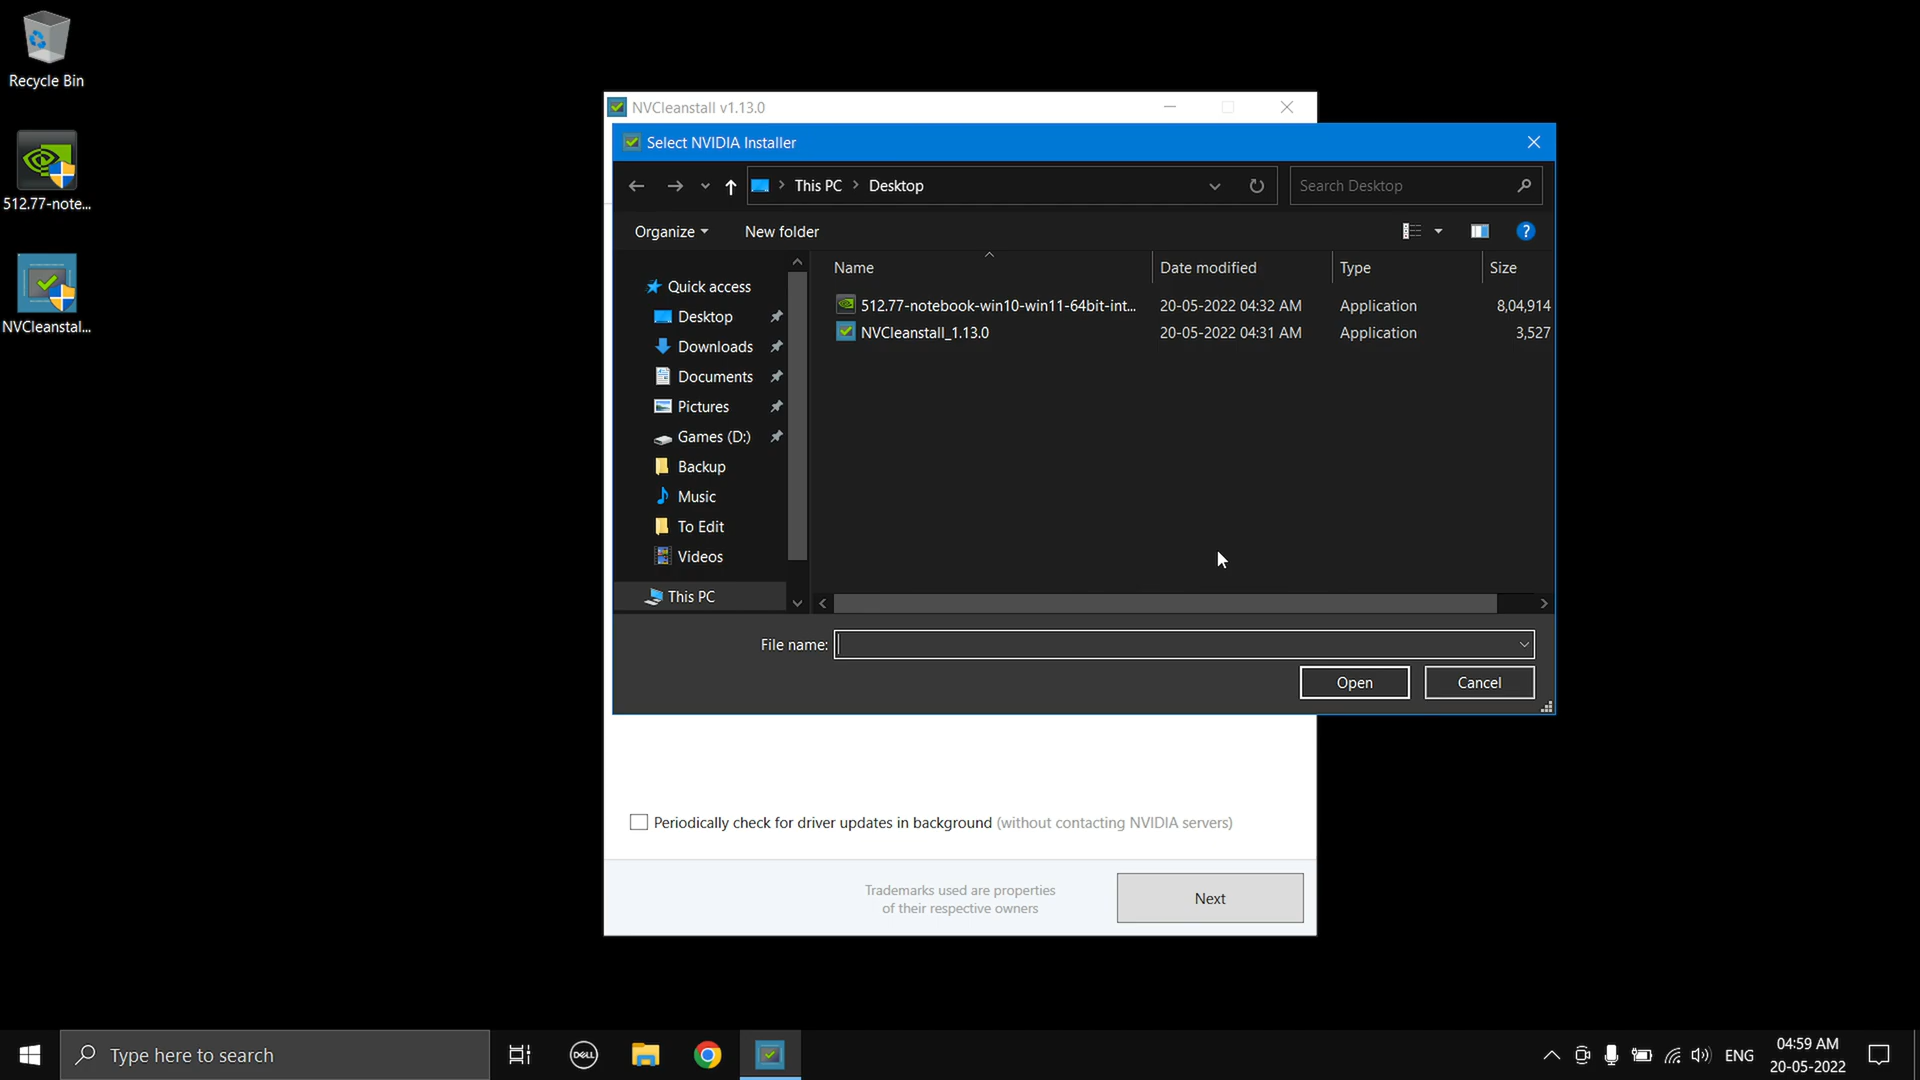 Recycle Bin
512.77-note...
NVCleanstal...
NVCleanstall v1.13.0
Select NVIDIA Installer
This PC
Desktop
Search Desktop
Organize
New folder
?
Name
Date modified
Type
Size
512.77-notebook-win10-win11-64bit-int...
20-05-2022 04:32 AM
Application
8,04,914
NVCleanstall_1.13.0
20-05-2022 04:31 AM
Application
3,527
Quick access
Desktop
Downloads
Documents
Pictures
Games (D:)
Backup
Music
To Edit
Videos
This PC
File name:
Open
Cancel
Periodically check for driver updates in background (without contacting NVIDIA servers)
Trademarks used are properties
of their respective owners
Next
Type here to search
DELL
ENG
04:59 AM
20-05-2022